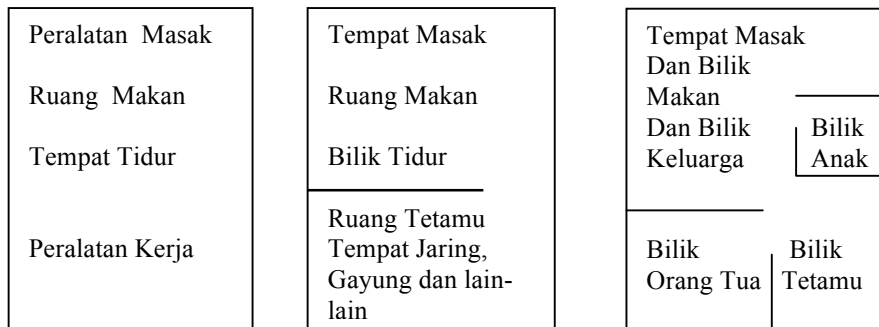 Peralatan Masak
Ruang Makan
Tempat Tidur
Peralatan Kerja
Tempat Masak
Ruang Makan
Bilik Tidur
Ruang Tetamu
Tempat Jaring,
Gayung dan lain-
lain
Tempat Masak
Dan Bilik
Makan
Dan Bilik
Keluarga
Bilik
Anak
Bilik
Orang Tua
Bilik
Tetamu